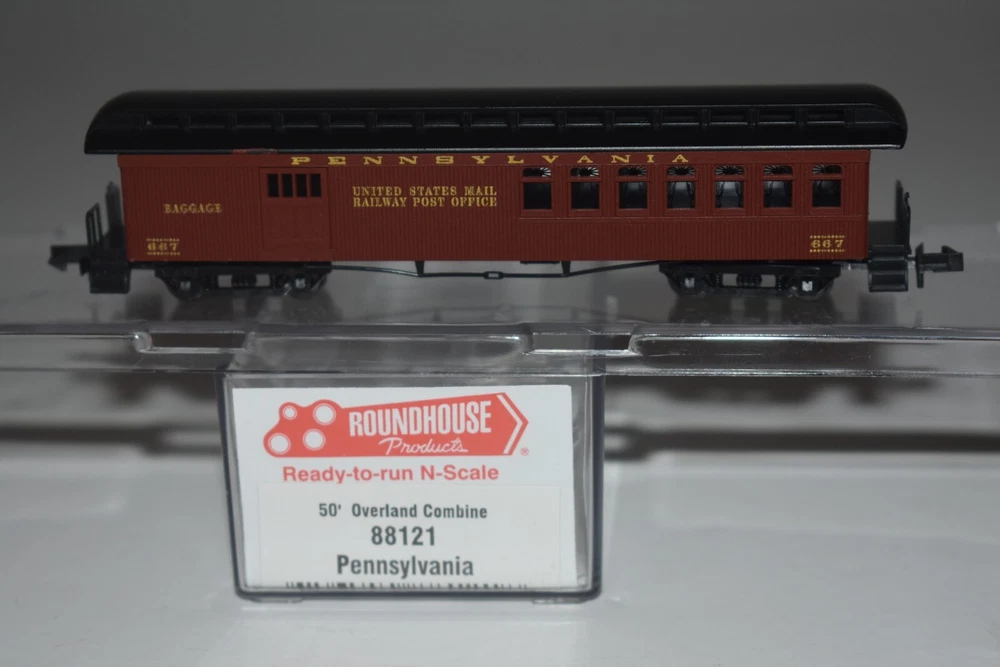 PENNSYLVANIA
UNITED STATES MAIL
RAILWAY POST OFFICE
BAGGAGE
667
667
ROUNDHOUSE
Products
®
Ready-to-run N-Scale
50' Overland Combine
88121
Pennsylvania